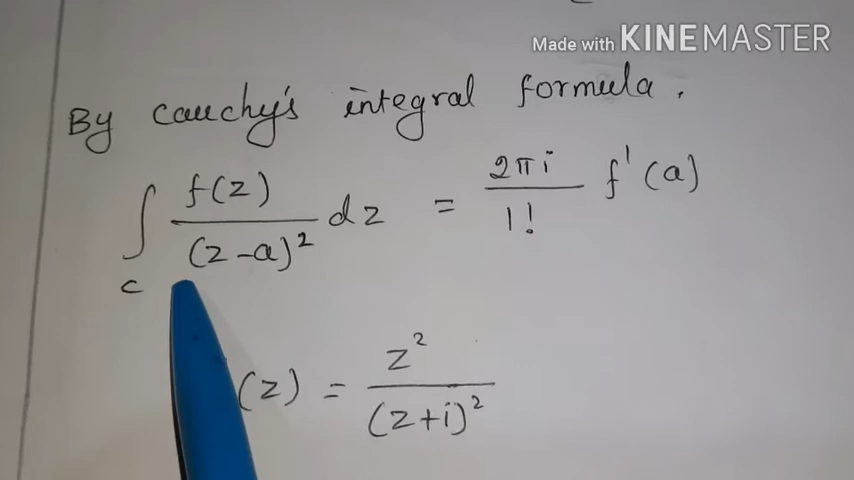 Made with KINEMASTER
By cauchy's integral formula.
∫_C f(z)/(z-a)² dz = 2πi/1! f'(a)
(z) = z²/(z+i)²